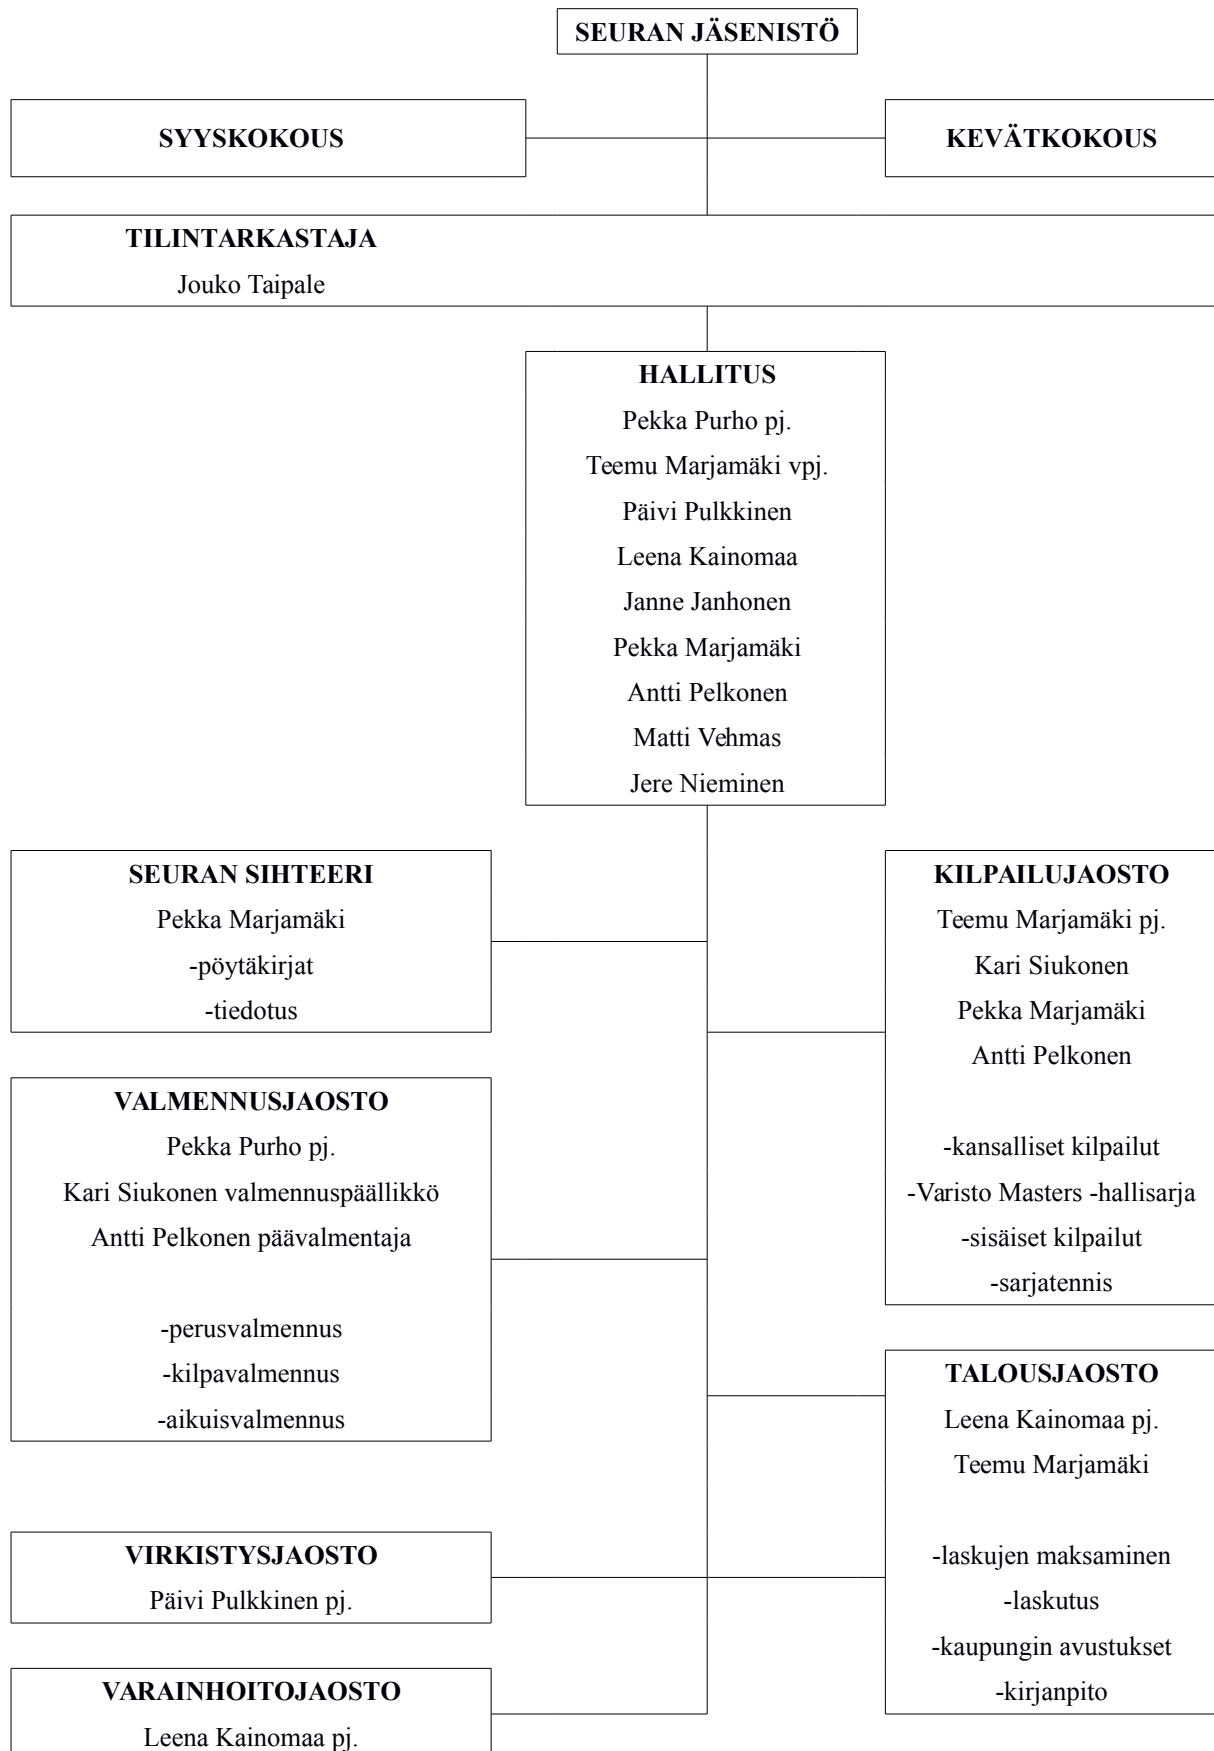 SEURAN JÄSENISTÖ
SYYSKOKOUS
KEVÄTKOKOUS
TILINTARKASTAJA
Jouko Taipale
HALLITUS
Pekka Purho pj.
Teemu Marjamäki vpj.
Päivi Pulkkinen
Leena Kainomaa
Janne Janhonen
Pekka Marjamäki
Antti Pelkonen
Matti Vehmas
Jere Nieminen
SEURAN SIHTEERI
Pekka Marjamäki
-pöytäkirjat
-tiedotus
KILPAILUJAOSTO
Teemu Marjamäki pj.
Kari Siukonen
Pekka Marjamäki
Antti Pelkonen
-kansalliset kilpailut
-Varisto Masters -hallisarja
-sisäiset kilpailut
-sarjatennis
VALMENNUSJAOSTO
Pekka Purho pj.
Kari Siukonen valmennuspäällikkö
Antti Pelkonen päävalmentaja
-perusvalmennus
-kilpavalmennus
-aikuisvalmennus
TALOUSJAOSTO
Leena Kainomaa pj.
Teemu Marjamäki
-laskujen maksaminen
-laskutus
-kaupungin avustukset
-kirjanpito
VIRKISTYSJAOSTO
Päivi Pulkkinen pj.
VARAINHOITOJAOSTO
Leena Kainomaa pj.